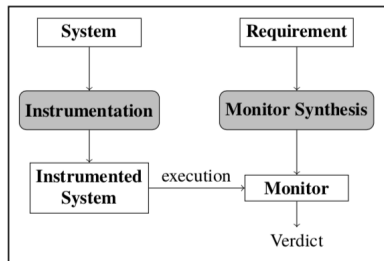 System
Requirement
Instrumentation
Monitor Synthesis
Instrumented
System
execution
Monitor
Verdict